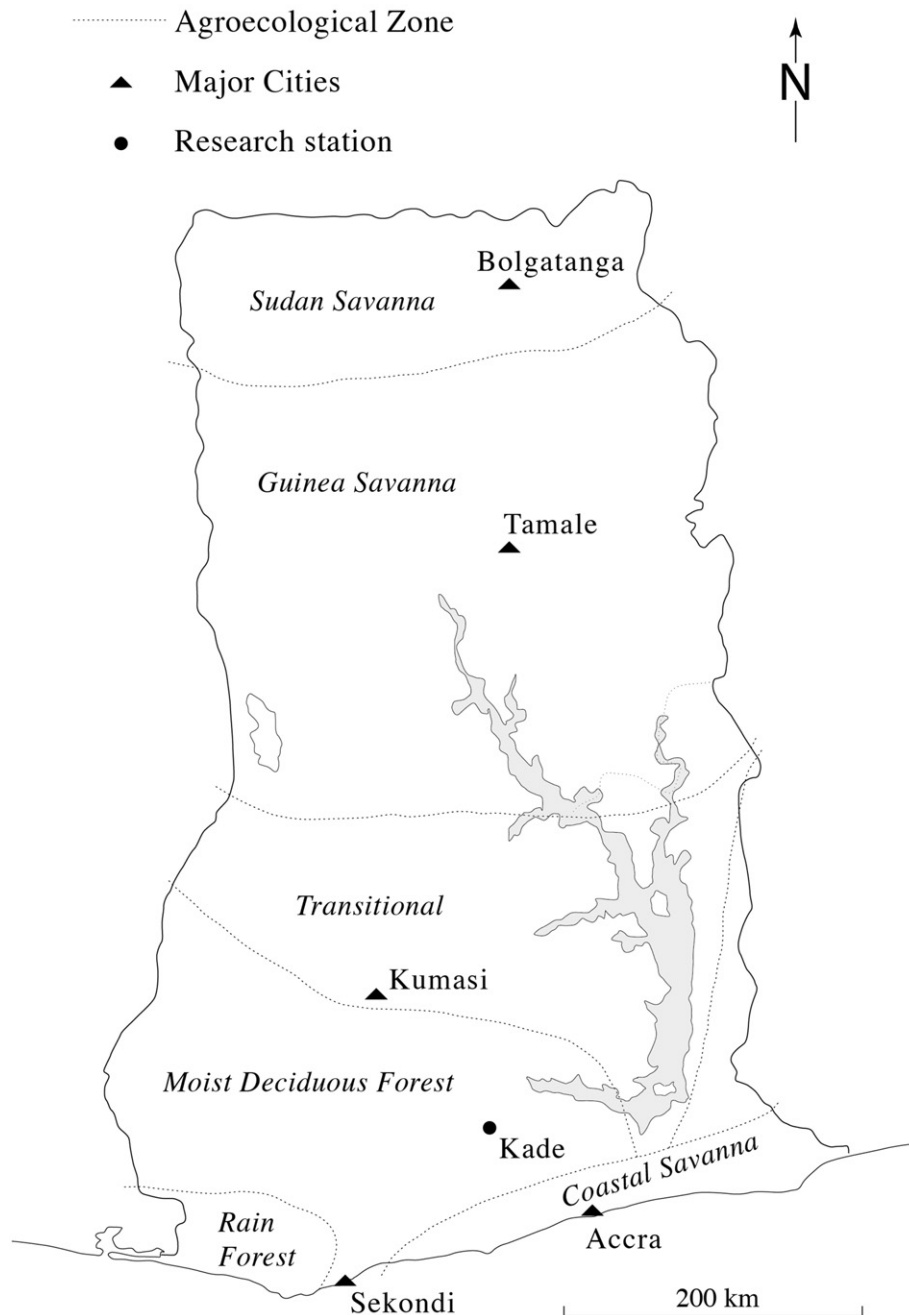 Agroecological Zone
Major Cities
Research station
N
Bolgatanga
Sudan Savanna
Guinea Savanna
Tamale
Transitional
Kumasi
Moist Deciduous Forest
Kade
Coastal Savanna
Rain
Forest
Accra
Sekondi
200 km